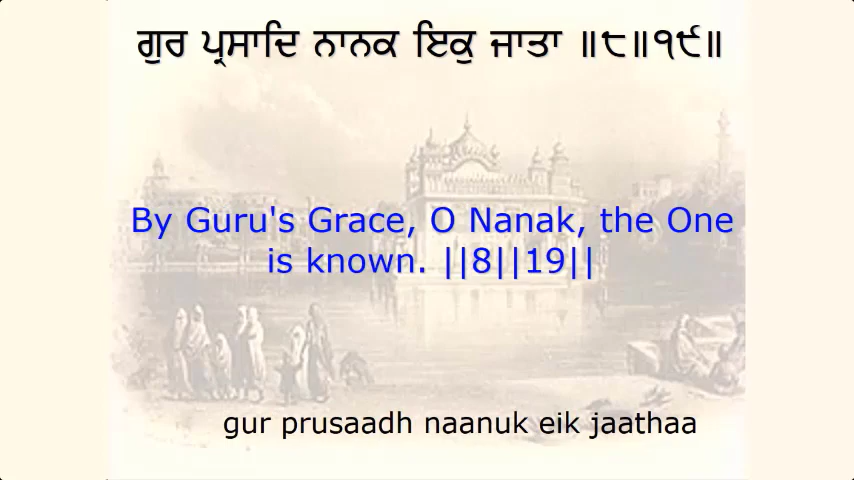 ਗੁਰ ਪ੍ਰਸਾਦਿ ਨਾਨਕ ਇਕੁ ਜਾਤਾ ॥੮॥੧੯॥
By Guru's Grace, O Nanak, the One
is known. ||8||19||
gur prusaadh naanuk eik jaathaa